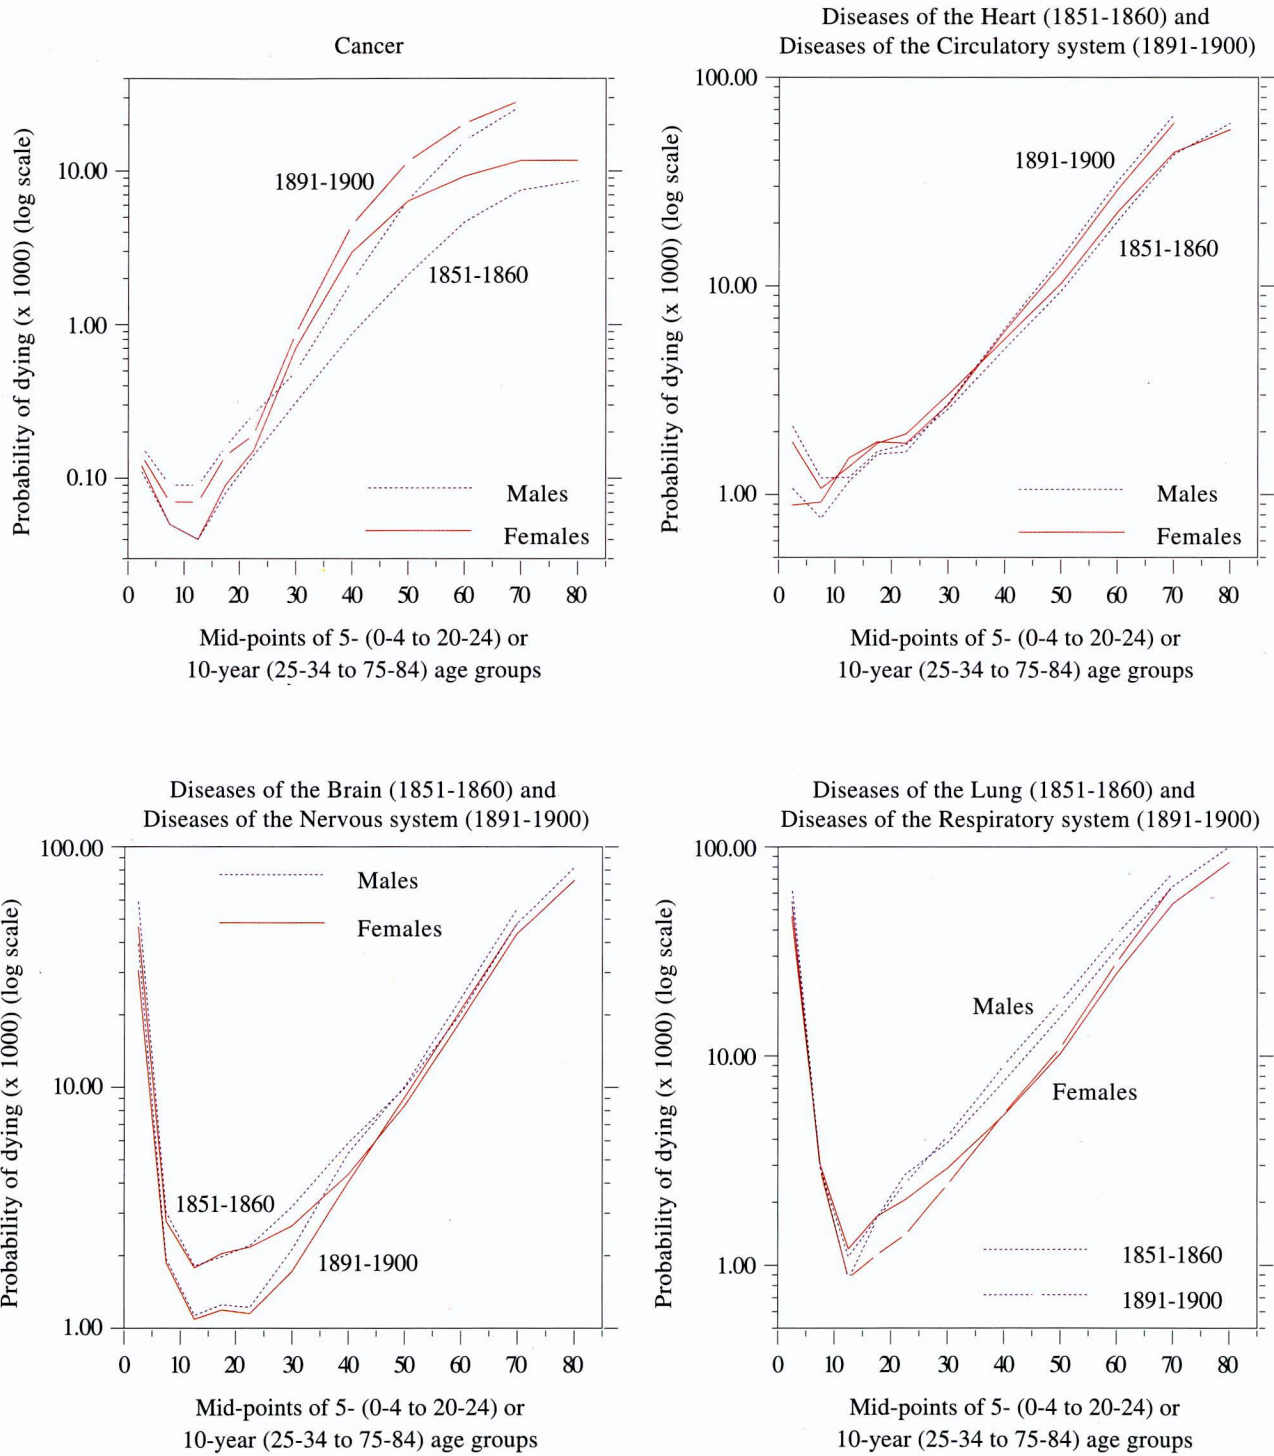 Cancer
Probability of dying (x 1000) (log scale)
10.00
1.00
0.10
1891-1900
1851-1860
Males
Females
0 10 20 30 40 50 60 70 80
Mid-points of 5- (0-4 to 20-24) or
10-year (25-34 to 75-84) age groups
Diseases of the Heart (1851-1860) and
Diseases of the Circulatory system (1891-1900)
Probability of dying (x 1000) (log scale)
100.00
10.00
1.00
1891-1900
1851-1860
Males
Females
0 10 20 30 40 50 60 70 80
Mid-points of 5- (0-4 to 20-24) or
10-year (25-34 to 75-84) age groups
Diseases of the Brain (1851-1860) and
Diseases of the Nervous system (1891-1900)
Probability of dying (x 1000) (log scale)
100.00
10.00
1.00
Males
Females
1851-1860
1891-1900
0 10 20 30 40 50 60 70 80
Mid-points of 5- (0-4 to 20-24) or
10-year (25-34 to 75-84) age groups
Diseases of the Lung (1851-1860) and
Diseases of the Respiratory system (1891-1900)
Probability of dying (x 1000) (log scale)
100.00
10.00
1.00
Males
Females
1851-1860
1891-1900
0 10 20 30 40 50 60 70 80
Mid-points of 5- (0-4 to 20-24) or
10-year (25-34 to 75-84) age groups